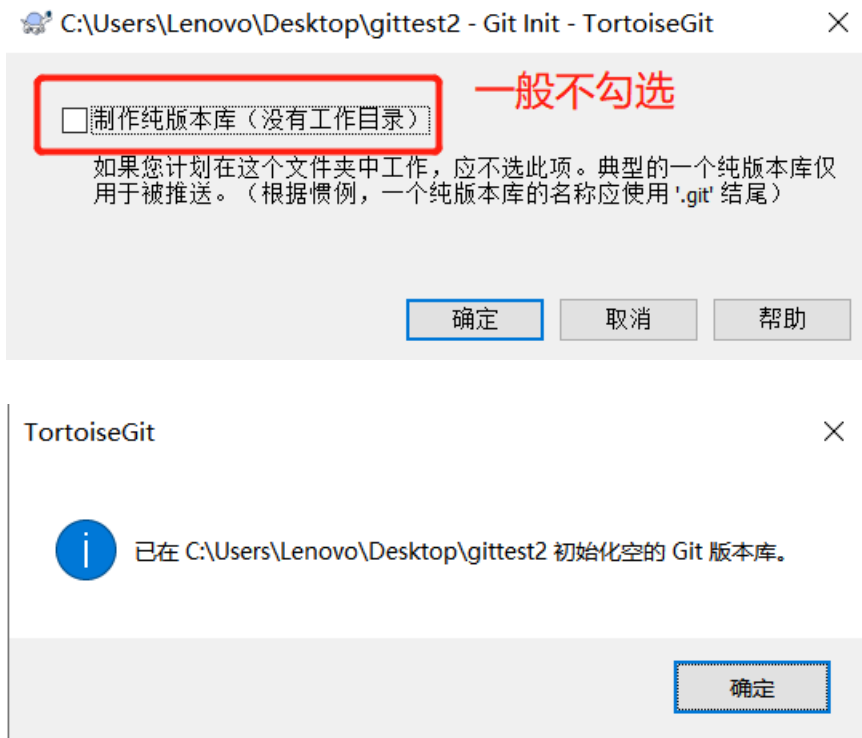 C:\Users\Lenovo\Desktop\gittest2 - Git Init - TortoiseGit
一般不勾选
制作纯版本库（没有工作目录）
如果您计划在这个文件夹中工作，应不选此项。典型的一个纯版本库仅
用于被推送。（根据惯例，一个纯版本库的名称应使用 '.git' 结尾）
确定 取消 帮助
TortoiseGit
已在 C:\Users\Lenovo\Desktop\gittest2 初始化空的 Git 版本库。
确定